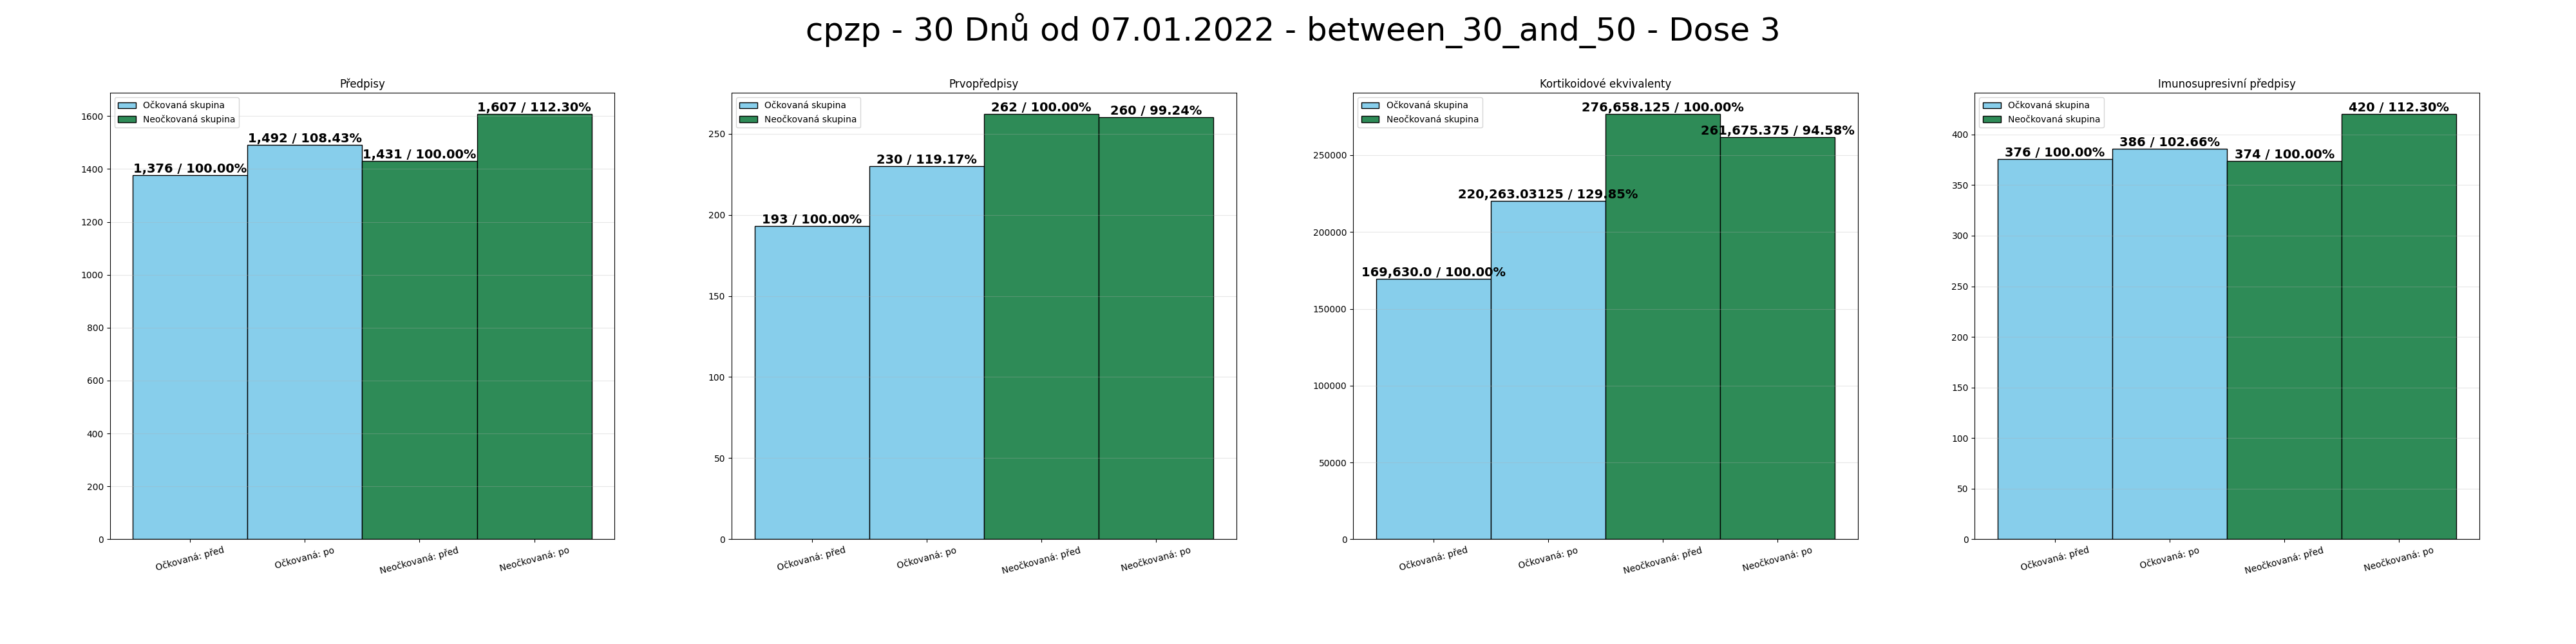 cpzp - 30 Dnů od 07.01.2022 - between_30_and_50 - Dose 3
Předpisy
Očkovaná skupina
Neočkovaná skupina
1,376 / 100.00%
1,492 / 108.43%
1,431 / 100.00%
1,607 / 112.30%
1600
1400
1200
1000
800
600
400
200
0
Očkovaná: před
Očkovaná: po
Neočkovaná: před
Neočkovaná: po
Prvopředpisy
Očkovaná skupina
Neočkovaná skupina
193 / 100.00%
230 / 119.17%
262 / 100.00%
260 / 99.24%
250
200
150
100
50
0
Očkovaná: před
Očkovaná: po
Neočkovaná: před
Neočkovaná: po
Kortikoidové ekvivalenty
Očkovaná skupina
Neočkovaná skupina
169,630.0 / 100.00%
220,263.03125 / 129.85%
276,658.125 / 100.00%
261,675.375 / 94.58%
250000
200000
150000
100000
50000
0
Očkovaná: před
Očkovaná: po
Neočkovaná: před
Neočkovaná: po
Imunosupresivní předpisy
Očkovaná skupina
Neočkovaná skupina
376 / 100.00%
386 / 102.66%
374 / 100.00%
420 / 112.30%
400
350
300
250
200
150
100
50
0
Očkovaná: před
Očkovaná: po
Neočkovaná: před
Neočkovaná: po